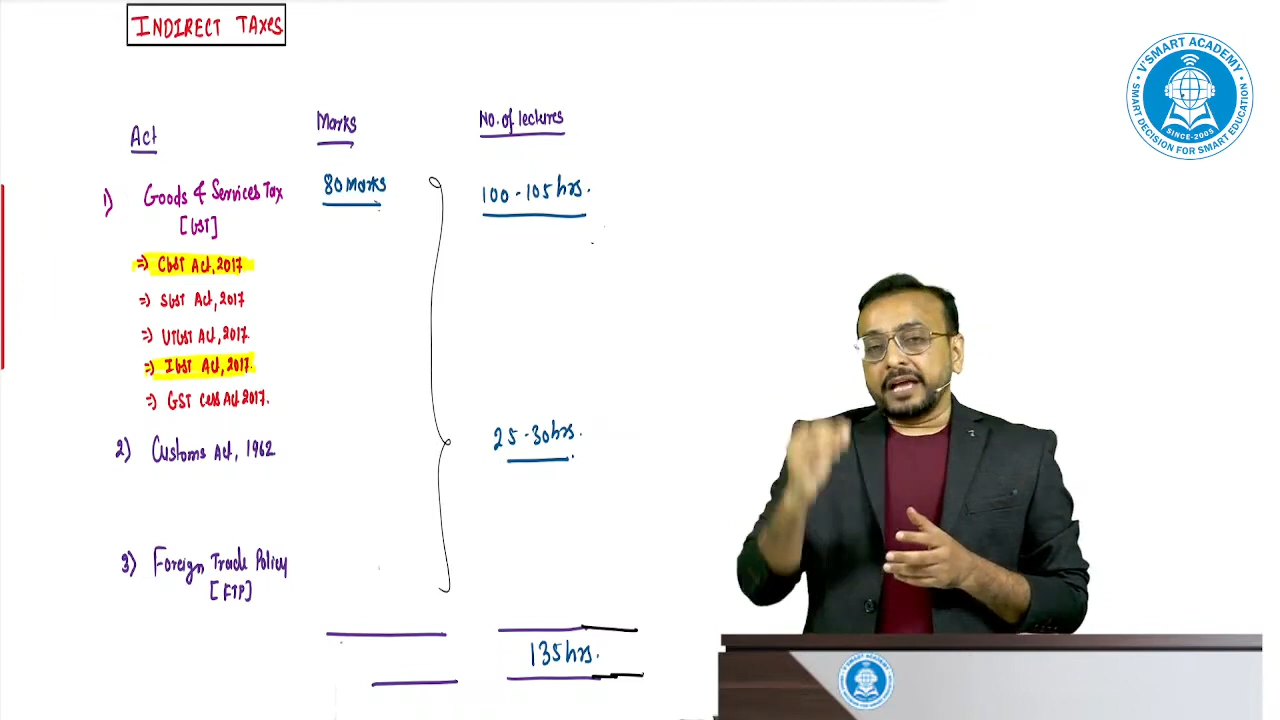 INDIRECT TAXES
Act
Marks
No. of lectures
1) Goods & Services Tax
[GST]
80 Marks
100-105 hrs.
=) CGST Act, 2017
=) SGST Act, 2017
=) UTGST Act, 2017.
=) IGST Act, 2017.
=) GST Cess Act 2017.
2) Customs Act, 1962
25-30 hrs.
3) Foreign Trade Policy
[FTP]
135 hrs.
V'SMART ACADEMY
SINCE-2005
SMART DECISION FOR SMART EDUCATION